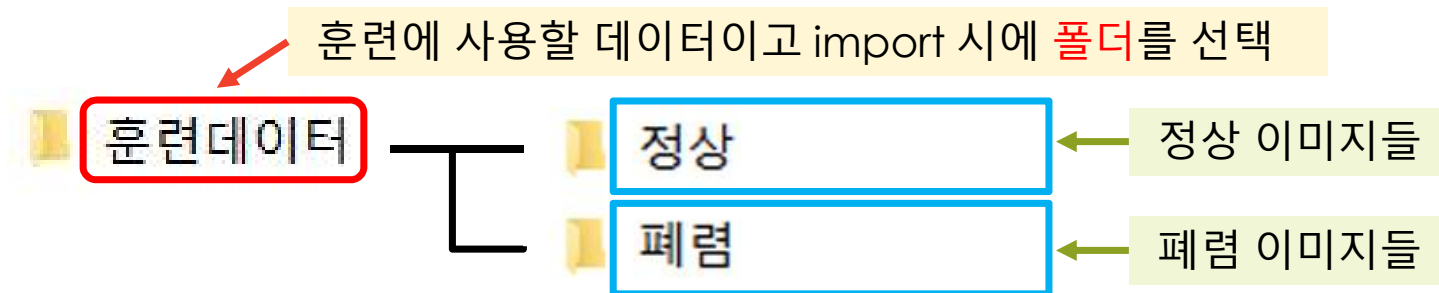 훈련에 사용할 데이터이고 import 시에 폴더를 선택
훈련데이터
정상
정상 이미지들
폐렴
폐렴 이미지들